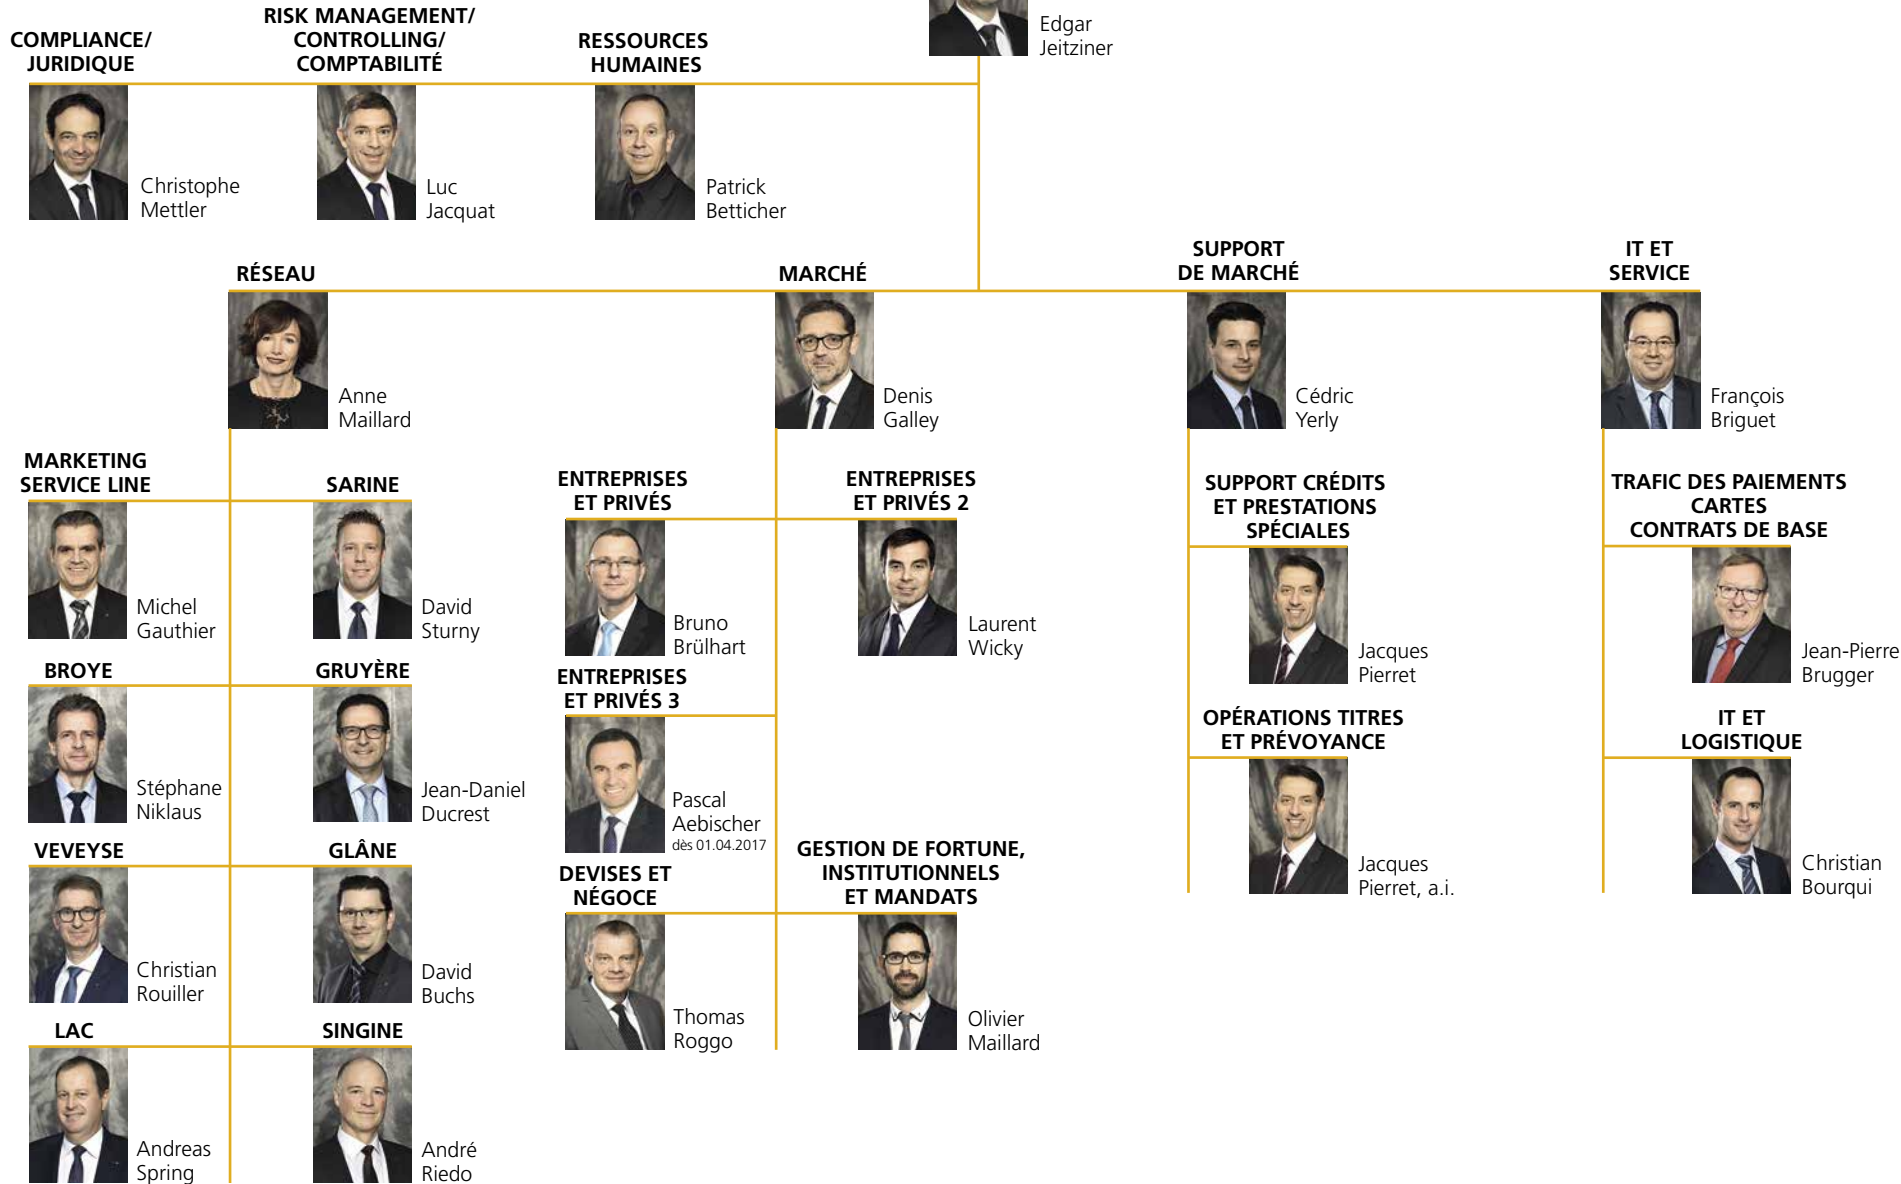 Edgar
Jeitziner
COMPLIANCE/
JURIDIQUE
RISK MANAGEMENT/
CONTROLLING/
COMPTABILITÉ
RESSOURCES
HUMAINES
Christophe
Mettler
Luc
Jacquat
Patrick
Betticher
RÉSEAU
MARCHÉ
SUPPORT
DE MARCHÉ
IT ET
SERVICE
Anne
Maillard
Denis
Galley
Cédric
Yerly
François
Briguet
MARKETING
SERVICE LINE
SARINE
Michel
Gauthier
David
Sturny
BROYE
GRUYÈRE
Stéphane
Niklaus
Jean-Daniel
Ducrest
VEVEYSE
GLÂNE
Christian
Rouiller
David
Buchs
LAC
SINGINE
Andreas
Spring
André
Riedo
ENTREPRISES
ET PRIVÉS
ENTREPRISES
ET PRIVÉS 2
Bruno
Brülhart
Laurent
Wicky
ENTREPRISES
ET PRIVÉS 3
Pascal
Aebischer
dès 01.04.2017
DEVISES ET
NÉGOCE
GESTION DE FORTUNE,
INSTITUTIONNELS
ET MANDATS
Thomas
Roggo
Olivier
Maillard
SUPPORT CRÉDITS
ET PRESTATIONS
SPÉCIALES
Jacques
Pierret
OPÉRATIONS TITRES
ET PRÉVOYANCE
Jacques
Pierret, a.i.
TRAFIC DES PAIEMENTS
CARTES
CONTRATS DE BASE
Jean-Pierre
Brugger
IT ET
LOGISTIQUE
Christian
Bourqui